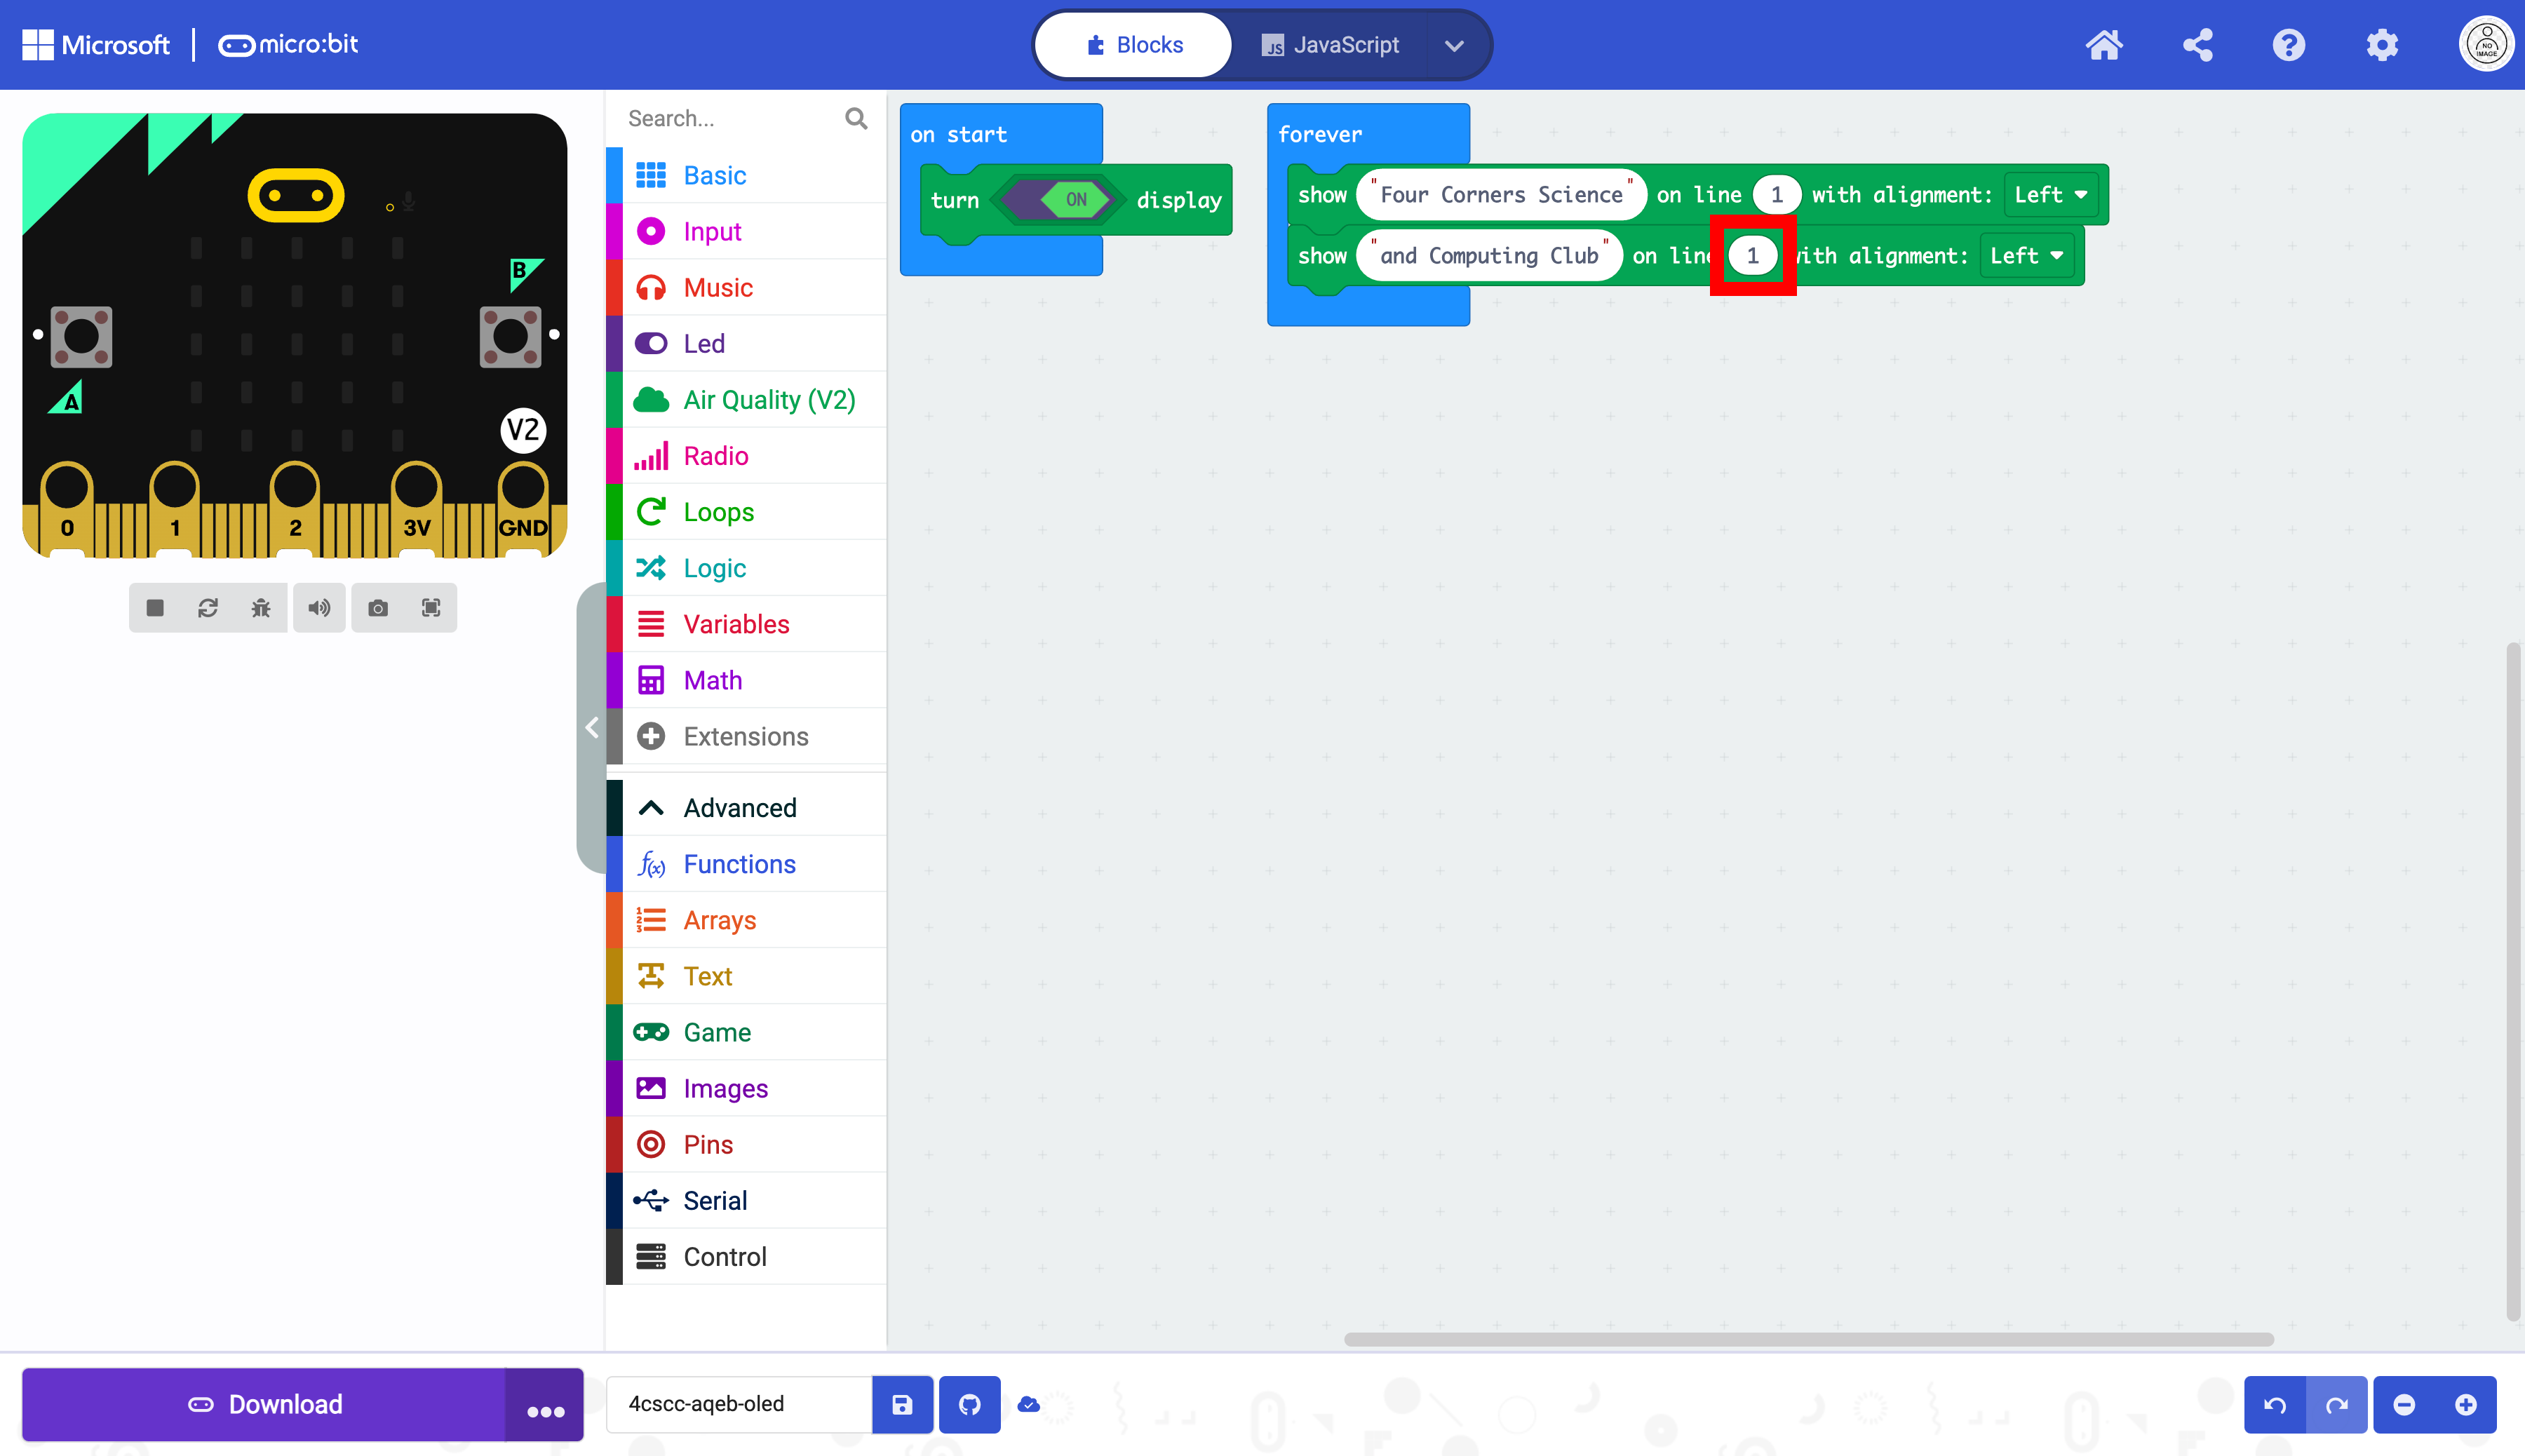 Microsoft | micro:bit
Blocks
JS JavaScript
NO IMAGE
B
A
V2
0 1 2 3V GND
Search...
Basic
Input
Music
Led
Air Quality (V2)
Radio
Loops
Logic
Variables
Math
Extensions
Advanced
f(x) Functions
Arrays
Text
Game
Images
Pins
Serial
Control
on start
turn ON display
forever
show "Four Corners Science" on line 1 with alignment: Left
show "and Computing Club" on line 1 with alignment: Left
Download
4cscc-aqeb-oled